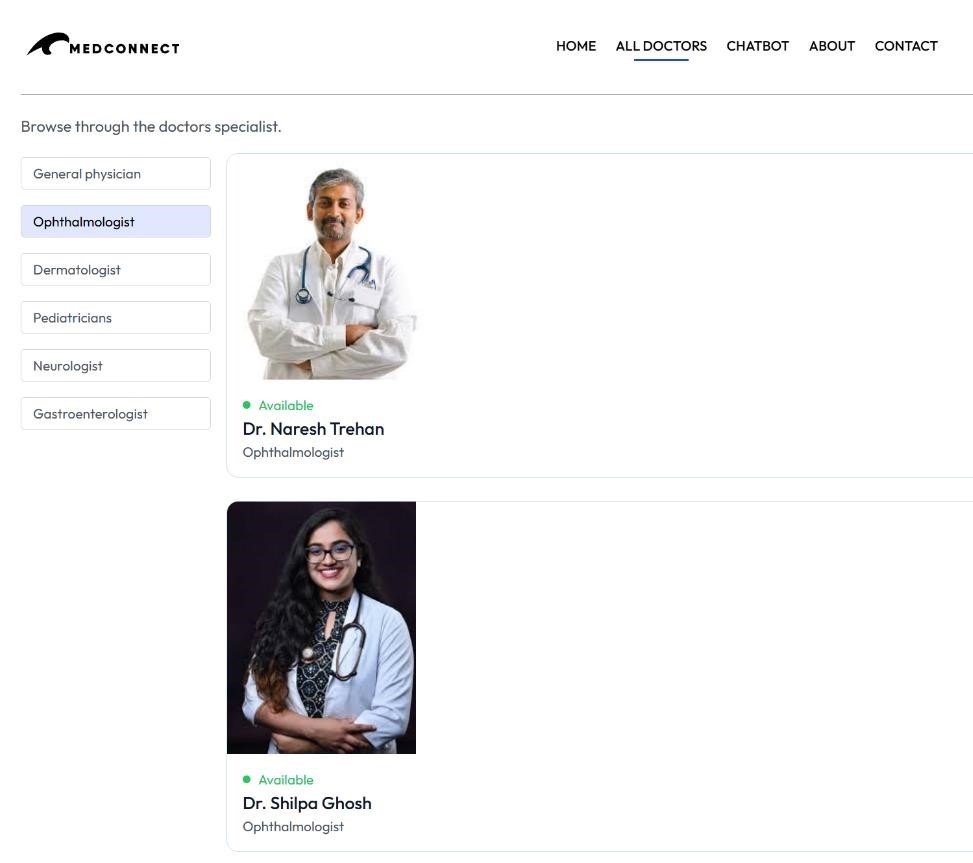 MEDCONNECT
HOME ALL DOCTORS CHATBOT ABOUT CONTACT
Browse through the doctors specialist.
General physician
Ophthalmologist
Dermatologist
Pediatricians
Neurologist
Gastroenterologist
Available
Dr. Naresh Trehan
Ophthalmologist
Available
Dr. Shilpa Ghosh
Ophthalmologist